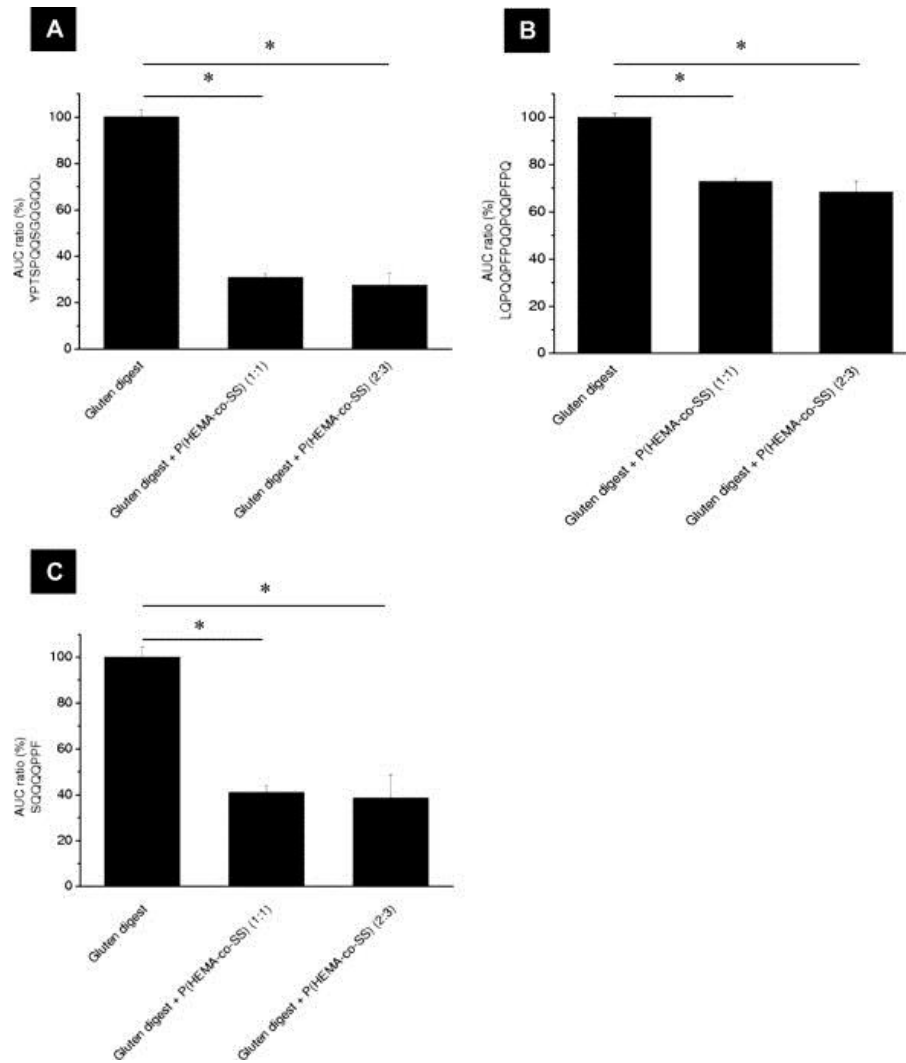 A
*
*
100
80
60
40
20
0
AUC ratio (%)
YPTSPQQSGQGQQL
Gluten digest
Gluten digest + P(HEMA-co-SS) (1:1)
Gluten digest + P(HEMA-co-SS) (2:3)
B
*
*
100
80
60
40
20
0
AUC ratio (%)
LQPQQPFPQQPQQPFPQ
Gluten digest
Gluten digest + P(HEMA-co-SS) (1:1)
Gluten digest + P(HEMA-co-SS) (2:3)
C
*
*
100
80
60
40
20
0
AUC ratio (%)
SQQQQPPF
Gluten digest
Gluten digest + P(HEMA-co-SS) (1:1)
Gluten digest + P(HEMA-co-SS) (2:3)